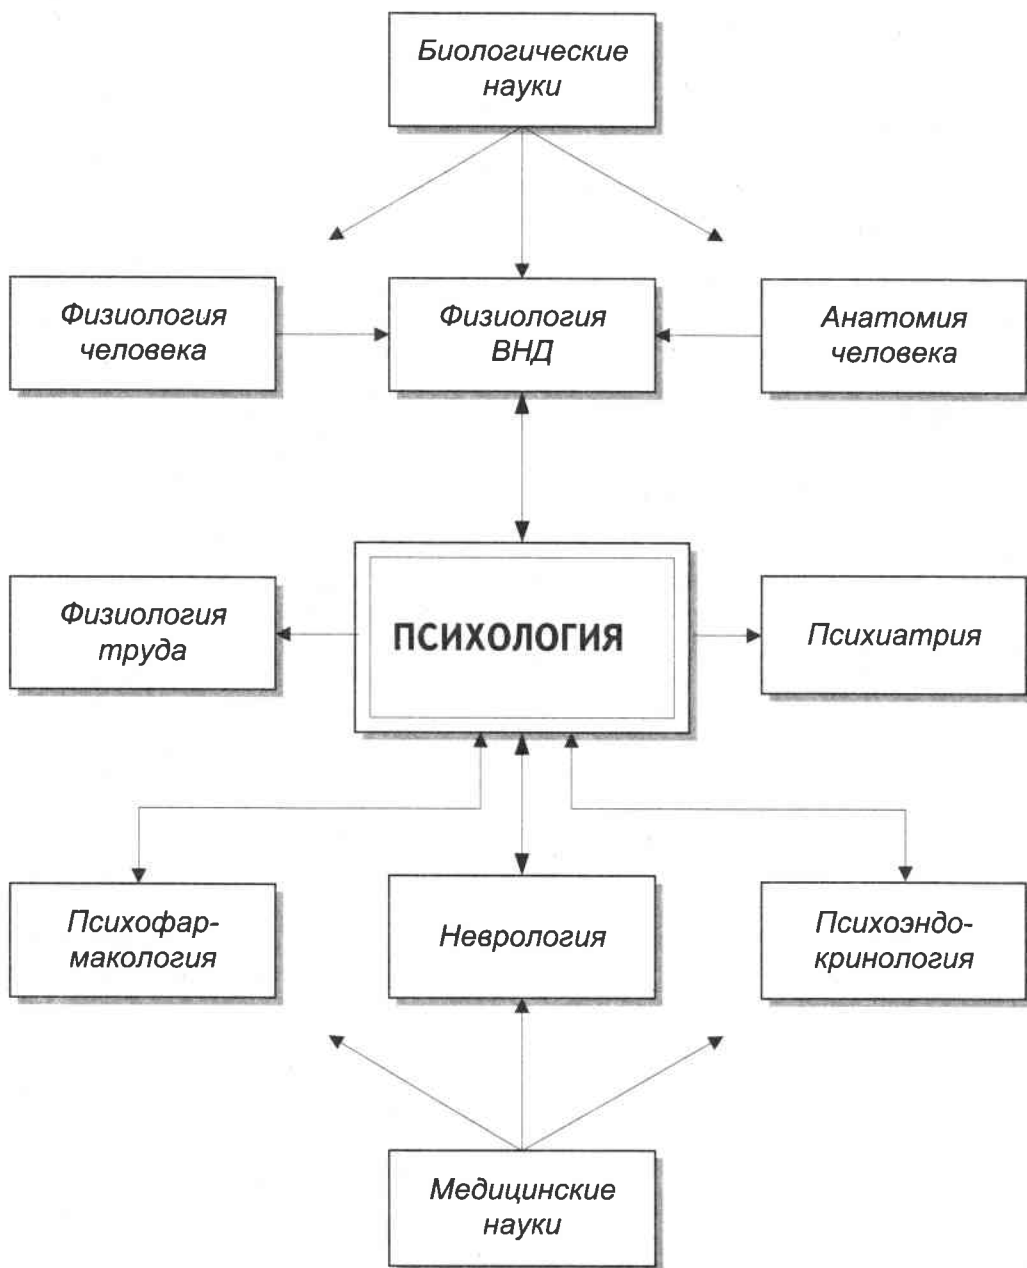 Биологические
науки
Физиология
человека
Физиология
ВНД
Анатомия
человека
Физиология
труда
ПСИХОЛОГИЯ
Психиатрия
Психофар-
макология
Неврология
Психоэндо-
кринология
Медицинские
науки